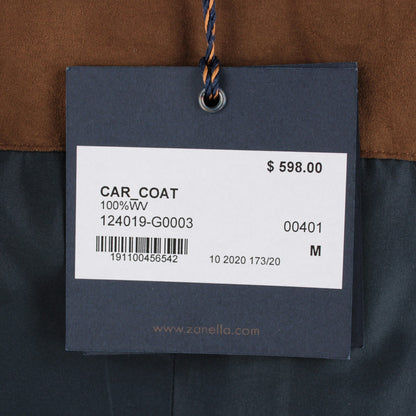 $ 598.00
CAR_COAT
100%WV
124019-G0003
00401
M
191100456542
10 2020 173/20
www.zanella.com